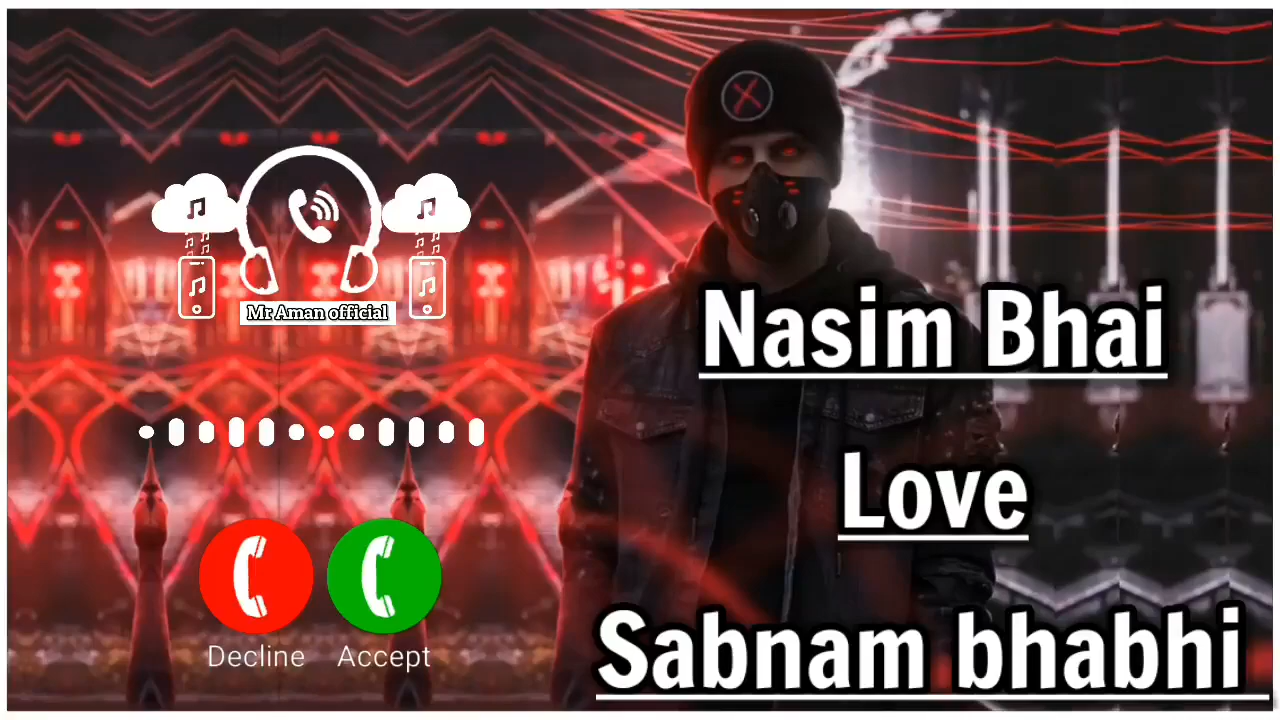 Mr Aman official
Decline
Accept
Nasim Bhai
Love
Sabnam bhabhi